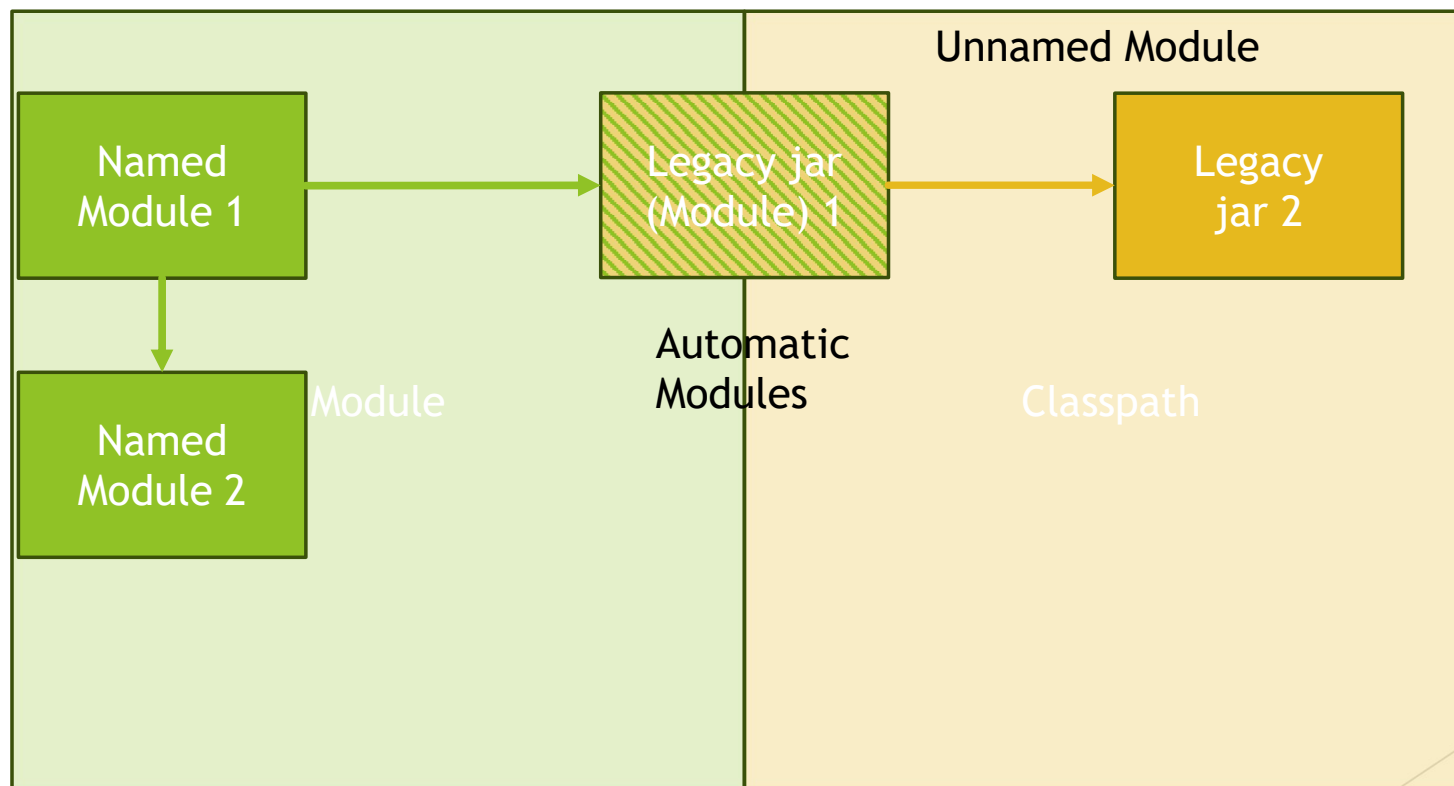 Unnamed Module
Named
Module 1
Legacy jar
(Module) 1
Legacy
jar 2
Automatic
Modules
Module
Classpath
Named
Module 2